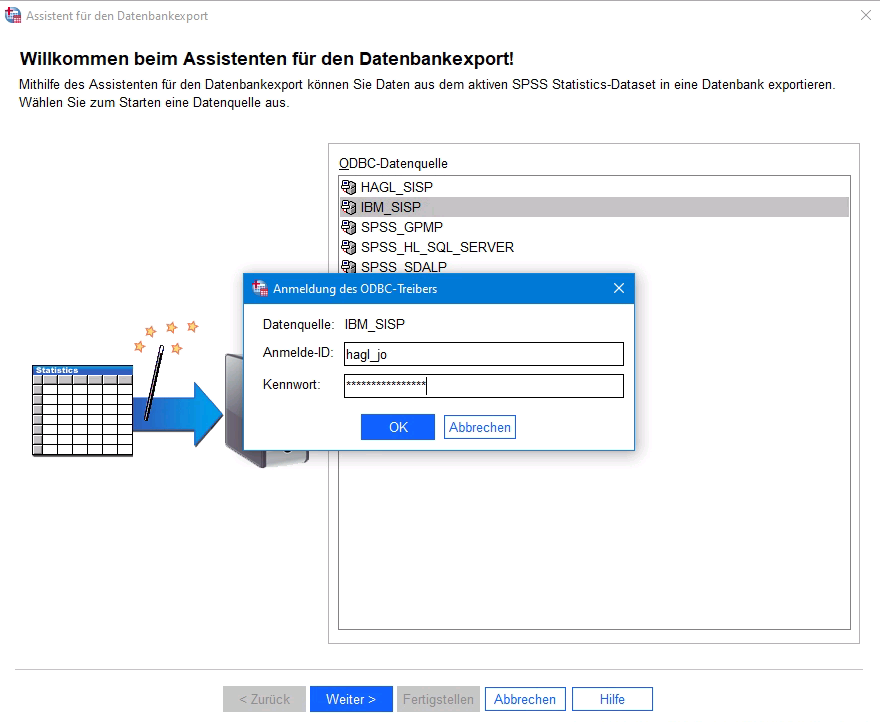 Assistent für den Datenbankexport
Willkommen beim Assistenten für den Datenbankexport!
Mithilfe des Assistenten für den Datenbankexport können Sie Daten aus dem aktiven SPSS Statistics-Dataset in eine Datenbank exportieren.
Wählen Sie zum Starten eine Datenquelle aus.
ODBC-Datenquelle
HAGL_SISP
IBM_SISP
SPSS_GPMP
SPSS_HL_SQL_SERVER
SPSS_SDALP
Anmeldung des ODBC-Treibers
Datenquelle: IBM_SISP
Anmelde-ID: hagl_jo
Kennwort: ****************
OK Abbrechen
Statistics
< Zurück Weiter > Fertigstellen Abbrechen Hilfe